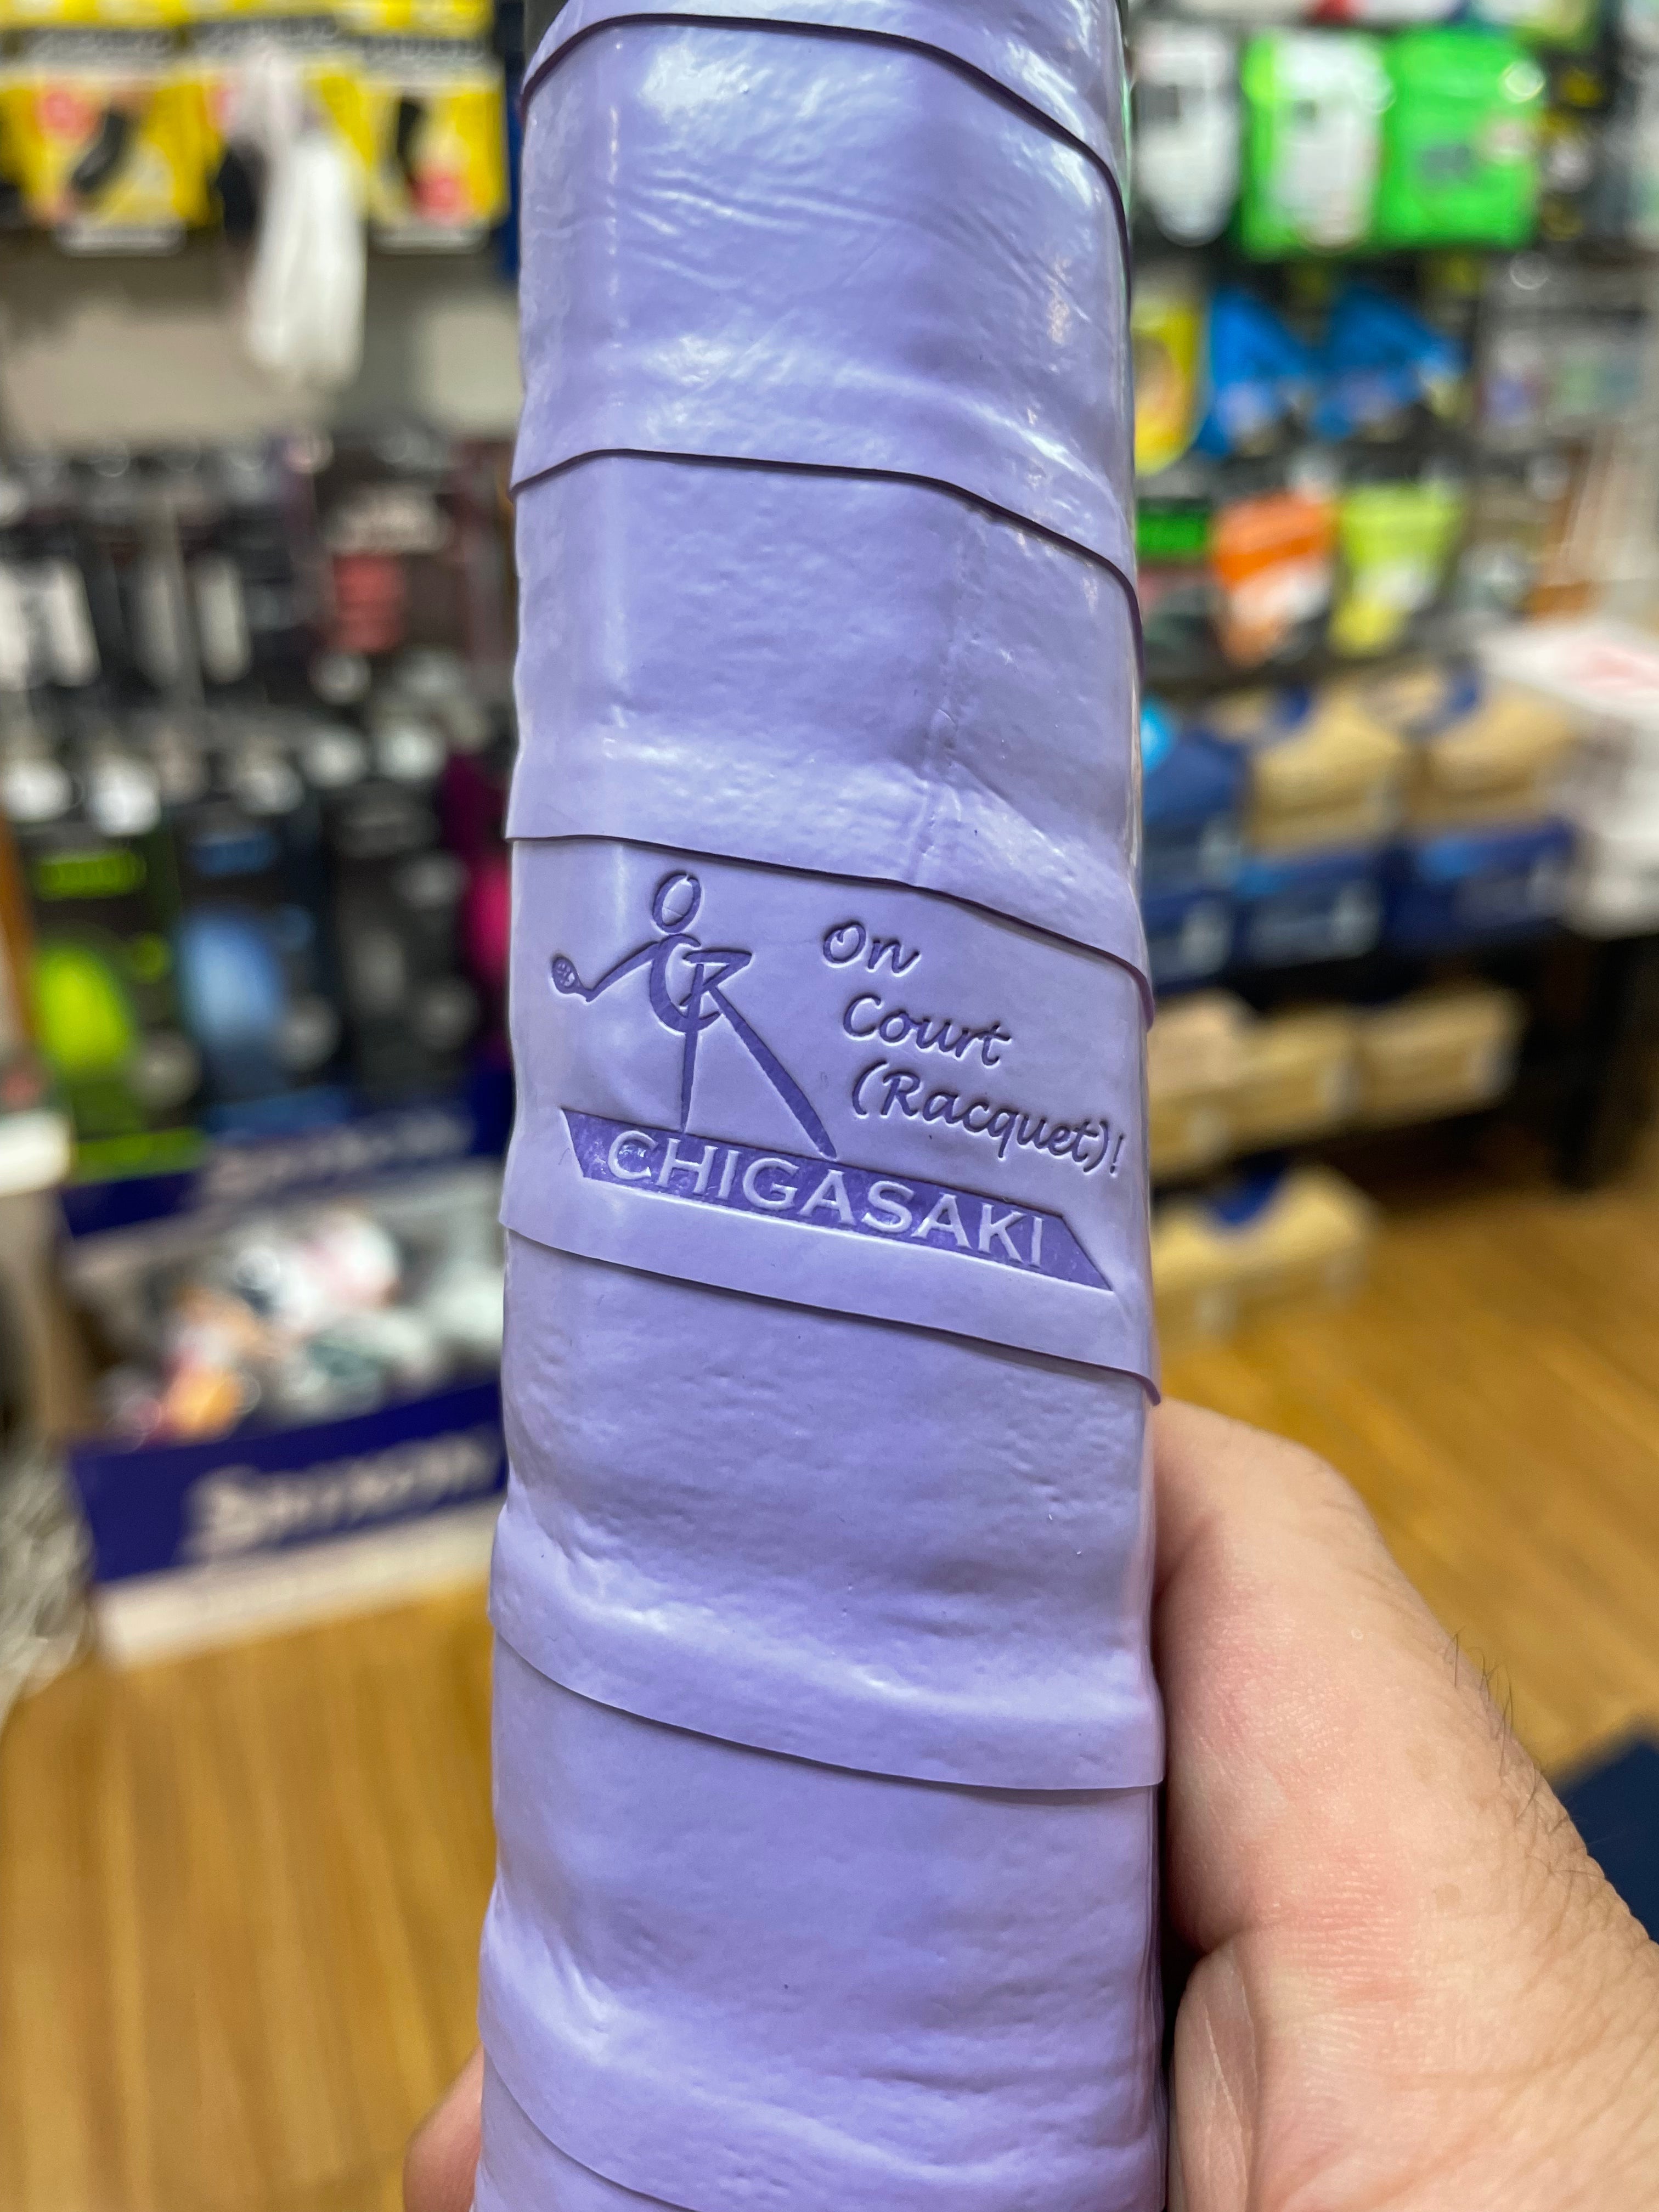 On
Court
(Racquet)!
CHIGASAKI